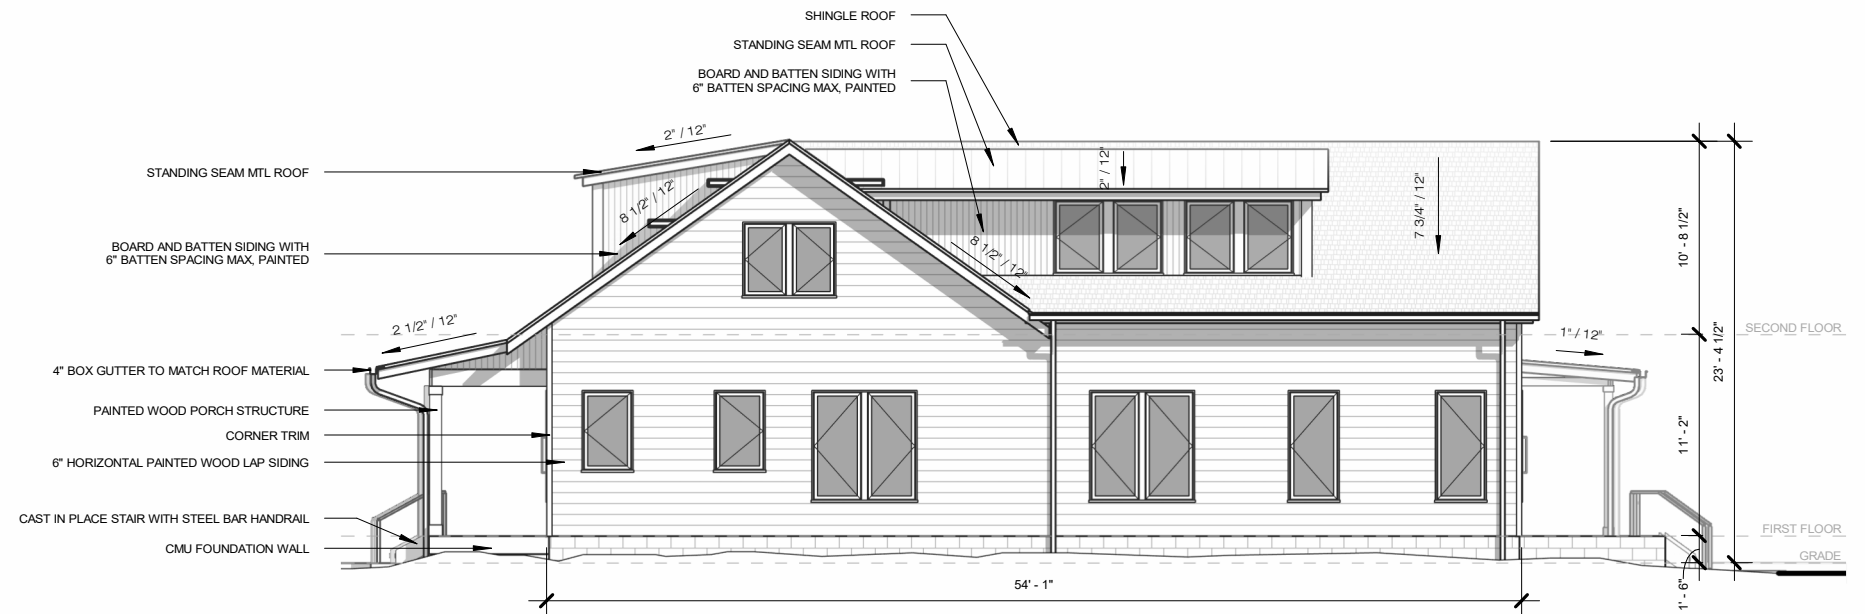 SHINGLE ROOF
STANDING SEAM MTL ROOF
BOARD AND BATTEN SIDING WITH
6" BATTEN SPACING MAX, PAINTED
2" / 12"
STANDING SEAM MTL ROOF
8 1/2" / 12"
2" / 12"
7 3/4" / 12"
10' - 8 1/2"
BOARD AND BATTEN SIDING WITH
6" BATTEN SPACING MAX, PAINTED
8 1/2" / 12"
2 1/2" / 12"
1" / 12"
SECOND FLOOR
23' - 4 1/2"
4" BOX GUTTER TO MATCH ROOF MATERIAL
PAINTED WOOD PORCH STRUCTURE
CORNER TRIM
11' - 2"
6" HORIZONTAL PAINTED WOOD LAP SIDING
CAST IN PLACE STAIR WITH STEEL BAR HANDRAIL
FIRST FLOOR
CMU FOUNDATION WALL
GRADE
54' - 1"
1' - 6"